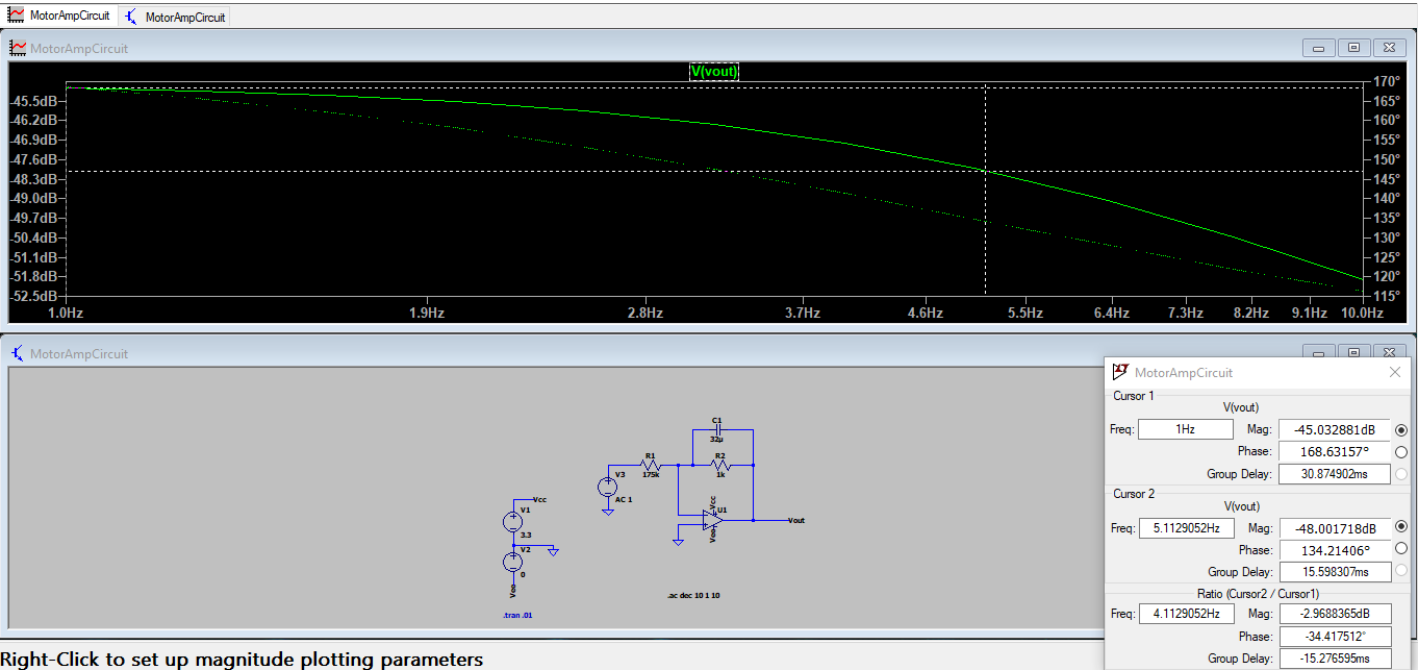 MotorAmpCircuit MotorAmpCircuit
MotorAmpCircuit
V(vout)
-45.5dB 170°
-46.2dB 165°
-46.9dB 160°
-47.6dB 155°
-48.3dB 150°
-49.0dB 145°
-49.7dB 140°
-50.4dB 135°
-51.1dB 130°
-51.8dB 125°
-52.5dB 120°
115°
1.0Hz 1.9Hz 2.8Hz 3.7Hz 4.6Hz 5.5Hz 6.4Hz 7.3Hz 8.2Hz 9.1Hz 10.0Hz
MotorAmpCircuit
C1
32µ
R1 R2
175k 1k
V3
AC 1
Vcc
V1
3.3
V2
0
Voo
Vcc
U1
Voo
Vout
.ac dec 10 1 10
.tran .01
MotorAmpCircuit
Cursor 1
V(vout)
Freq: 1Hz Mag: -45.032881dB
Phase: 168.63157°
Group Delay: 30.874902ms
Cursor 2
V(vout)
Freq: 5.1129052Hz Mag: -48.001718dB
Phase: 134.21406°
Group Delay: 15.598307ms
Ratio (Cursor2 / Cursor1)
Freq: 4.1129052Hz Mag: -2.9688365dB
Phase: -34.417512°
Group Delay: -15.276595ms
Right-Click to set up magnitude plotting parameters